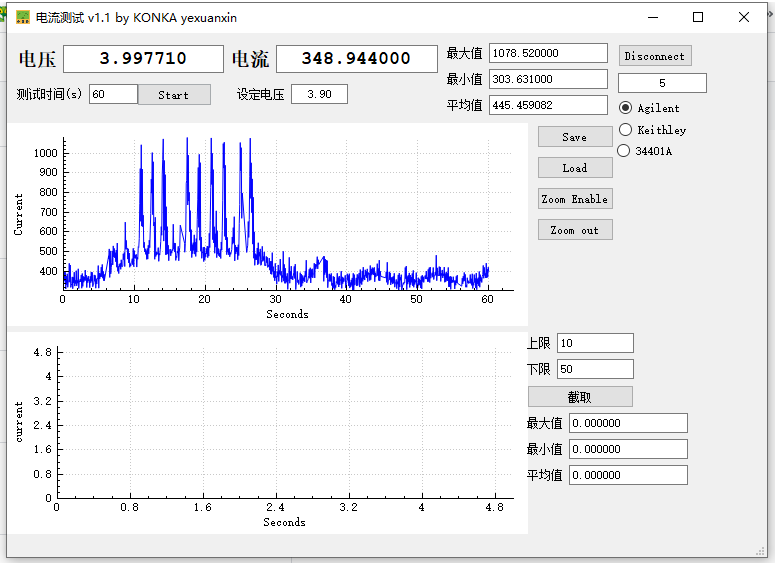 电流测试 v1.1 by KONKA yexuanxin
电压 3.997710 电流 348.944000
测试时间(s) 60 Start 设定电压 3.90
最大值 1078.520000
最小值 303.631000
平均值 445.459082
Disconnect
5
Agilent
Keithley
34401A
Save
Load
Zoom Enable
Zoom out
Current
1000
900
800
700
600
500
400
0 10 20 30 40 50 60
Seconds
current
4.8
4
3.2
2.4
1.6
0.8
0
0 0.8 1.6 2.4 3.2 4 4.8
Seconds
上限 10
下限 50
截取
最大值 0.000000
最小值 0.000000
平均值 0.000000